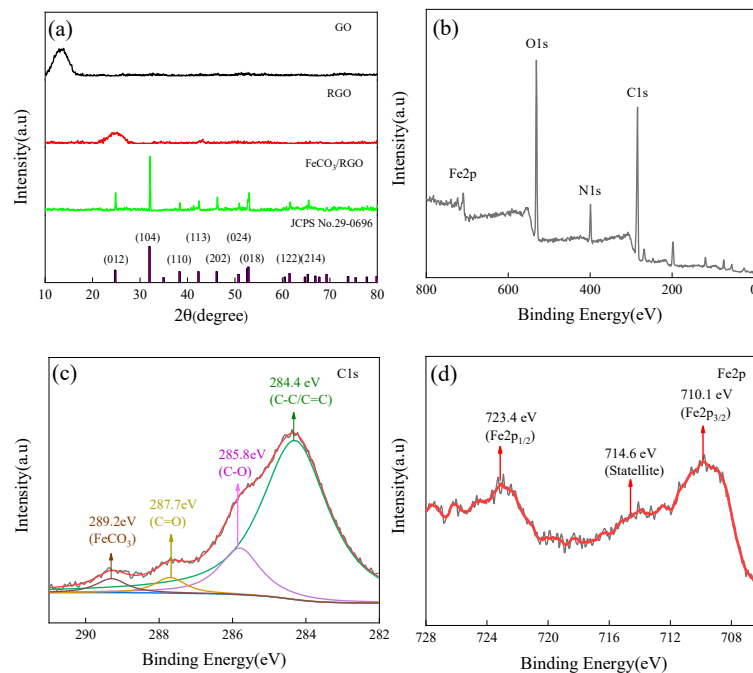 (a)
GO
RGO
FeCO3/RGO
JCPS No.29-0696
(012)
(104)
(110)
(113)
(202)
(024)
(018)
(122)
(214)
10 20 30 40 50 60 70 80
2θ(degree)
Intensity(a.u)
(b)
O1s
C1s
N1s
Fe2p
800 600 400 200 0
Binding Energy(eV)
Intensity(a.u)
(c)
C1s
284.4 eV
(C-C/C=C)
285.8eV
(C-O)
287.7eV
(C=O)
289.2eV
(FeCO3)
290 288 286 284 282
Binding Energy(eV)
Intensity(a.u)
(d)
Fe2p
710.1 eV
(Fe2p3/2)
723.4 eV
(Fe2p1/2)
714.6eV
(Statellite)
728 724 720 716 712 708
Binding Energy(eV)
Intensity(a.u)